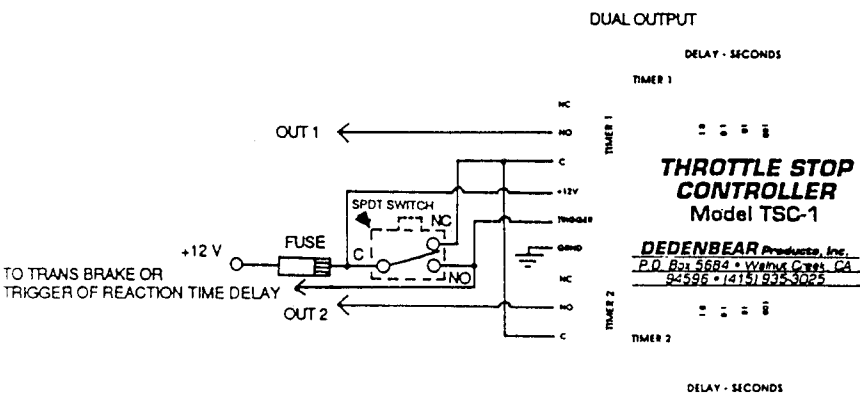 DUAL OUTPUT
DELAY - SECONDS
TIMER 1
NC
OUT 1
NO
TIMER 1
C
THROTTLE STOP
CONTROLLER
Model TSC-1
+12V
SPDT SWITCH
NC
TRIGGER
DEDENBEAR Products, Inc.
P.O. Box 5684 • Walnut Creek, CA
94596 • (415) 935-3025
+12 V
FUSE
C
GRND
NO
TO TRANS BRAKE OR
TRIGGER OF REACTION TIME DELAY
NC
OUT 2
NO
TIMER 2
C
TIMER 2
DELAY - SECONDS